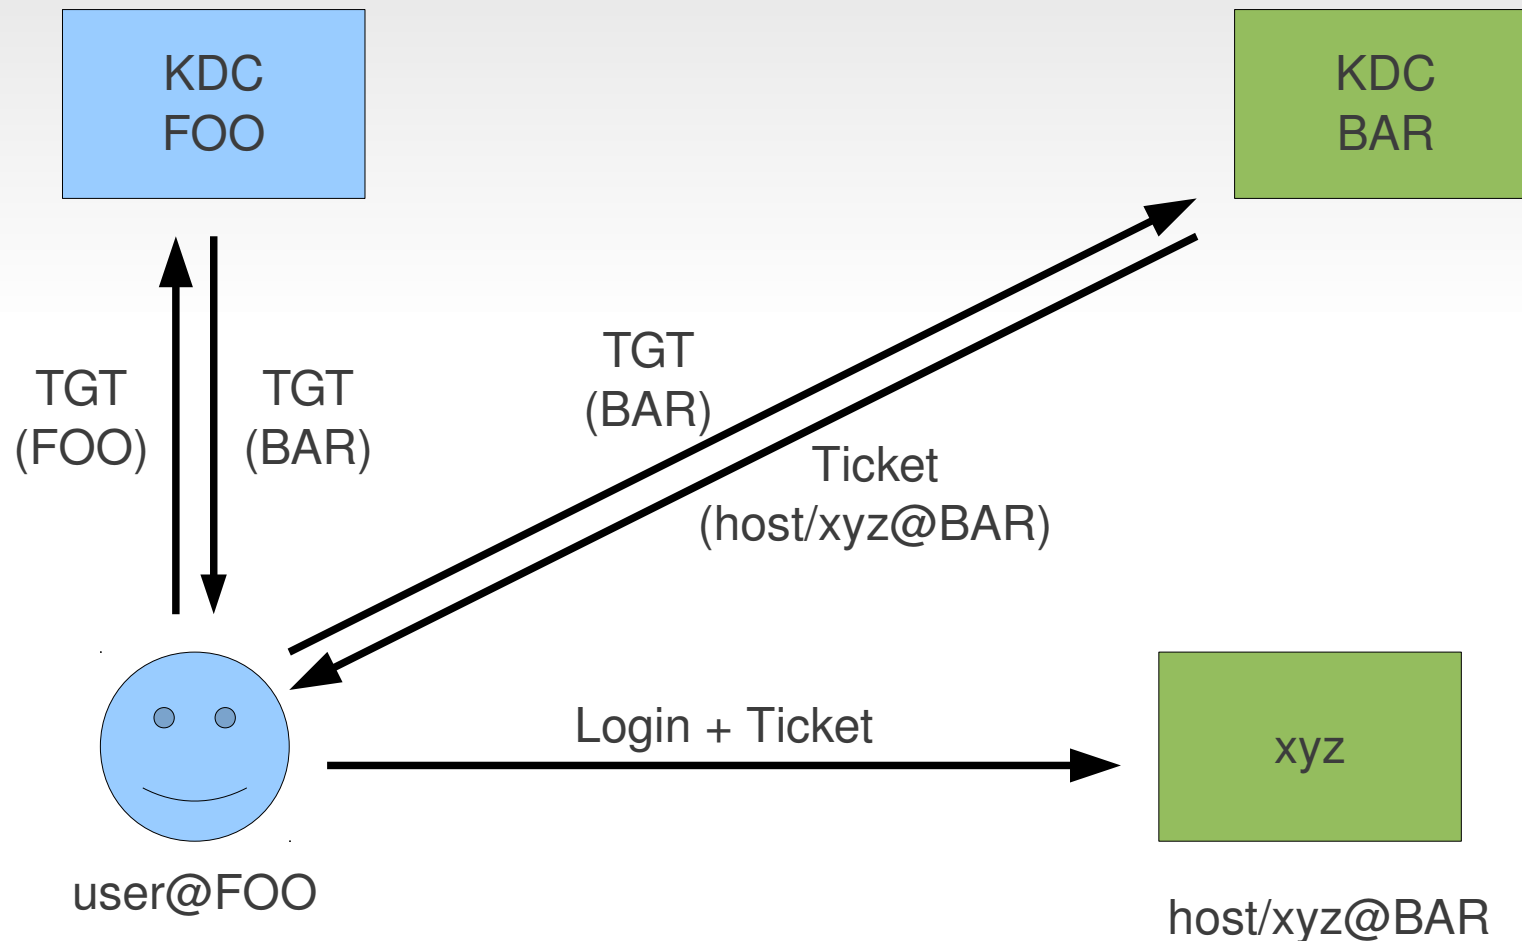 KDC
FOO
KDC
BAR
TGT
(FOO)
TGT
(BAR)
TGT
(BAR)
Ticket
(host/xyz@BAR)
Login + Ticket
xyz
user@FOO
host/xyz@BAR